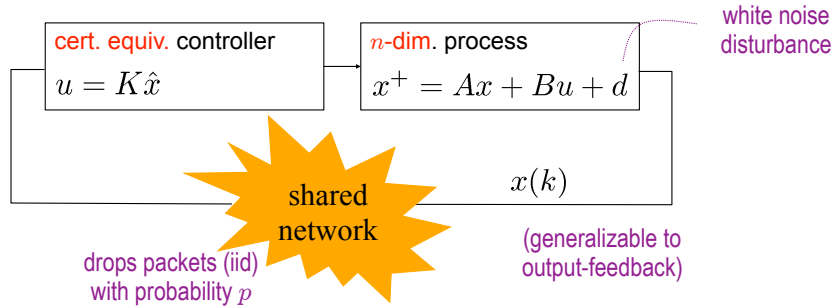 cert. equiv. controller
u = Kx̂
n-dim. process
x⁺ = Ax + Bu + d
white noise
disturbance
shared
network
x(k)
drops packets (iid)
with probability p
(generalizable to
output-feedback)